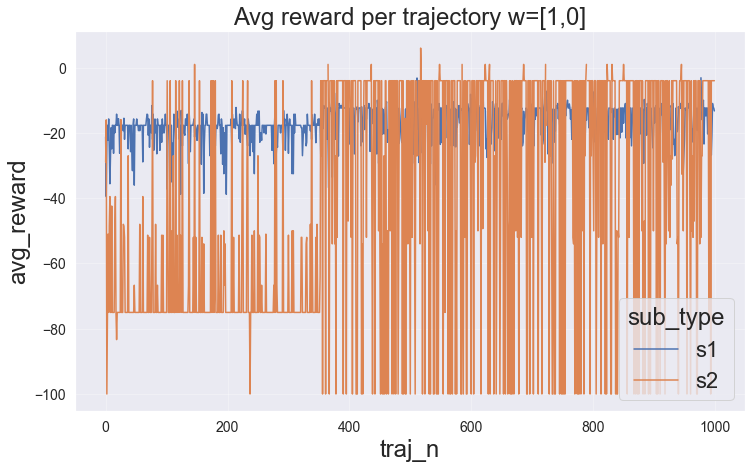 Avg reward per trajectory w=[1,0]
avg_reward
0
−20
−40
−60
−80
−100
0
200
400
600
800
1000
traj_n
sub_type
s1
s2